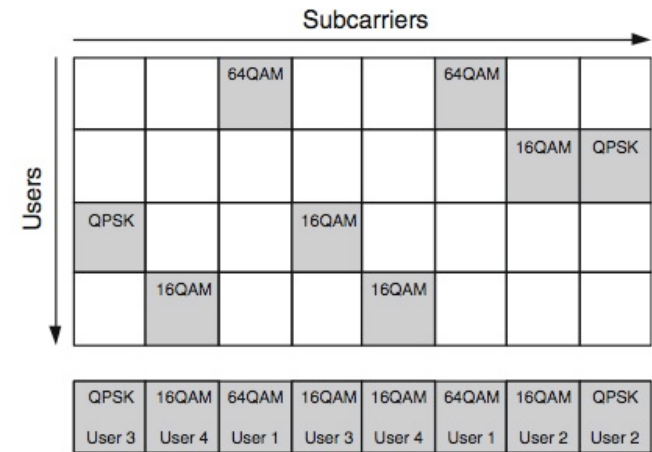 Subcarriers
Users
64QAM 64QAM
16QAM QPSK
QPSK 16QAM
16QAM 16QAM
QPSK 16QAM 64QAM 16QAM 16QAM 64QAM 16QAM QPSK
User 3 User 4 User 1 User 3 User 4 User 1 User 2 User 2